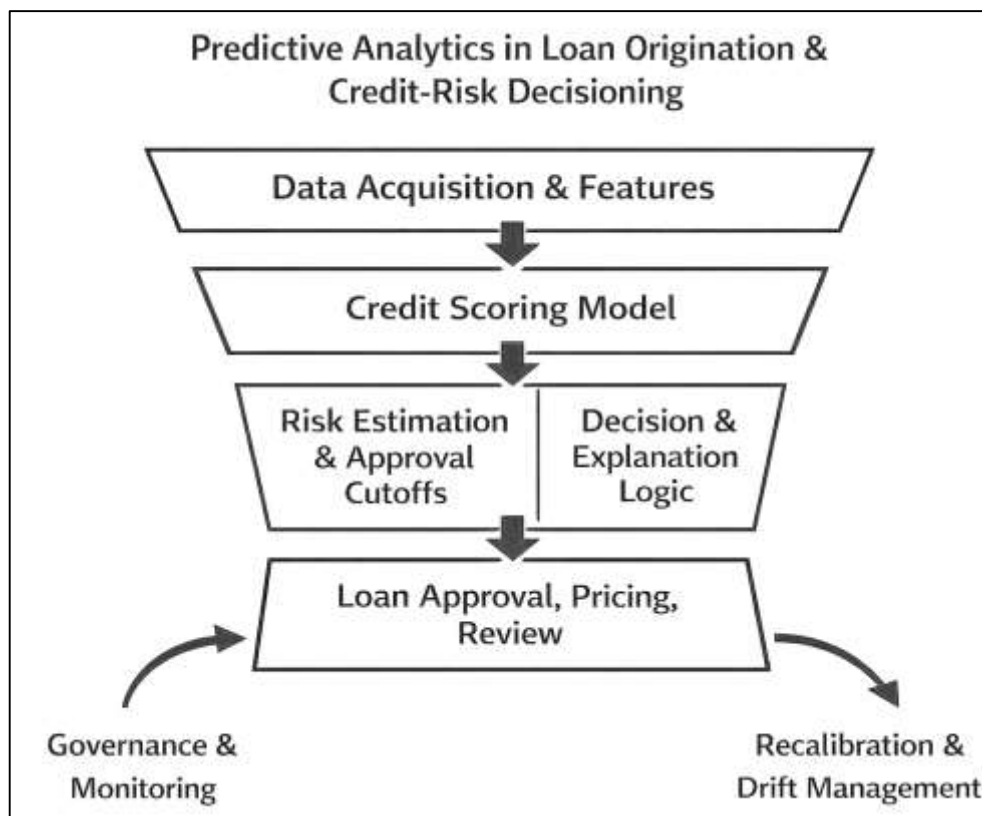 Predictive Analytics in Loan Origination &
Credit-Risk Decisioning
Data Acquisition & Features
Credit Scoring Model
Risk Estimation
& Approval
Cutoffs
Decision &
Explanation
Logic
Loan Approval, Pricing,
Review
Governance &
Monitoring
Recalibration &
Drift Management